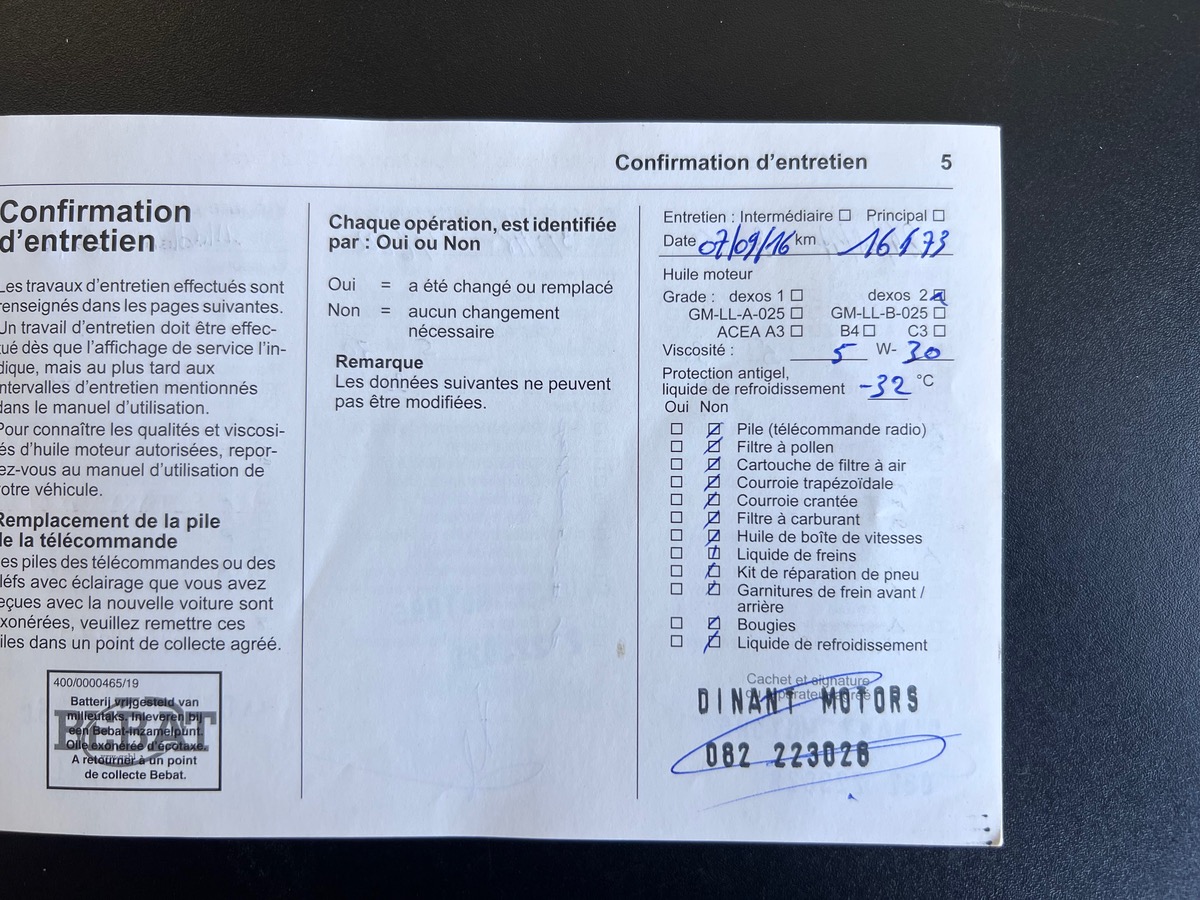 Confirmation d'entretien 5
Confirmation
d'entretien
Les travaux d'entretien effectués sont
renseignés dans les pages suivantes.
Un travail d'entretien doit être effec-
tué dès que l'affichage de service l'in-
dique, mais au plus tard aux
intervalles d'entretien mentionnés
dans le manuel d'utilisation.
Pour connaître les qualités et viscosi-
és d'huile moteur autorisées, repor-
ez-vous au manuel d'utilisation de
otre véhicule.
Remplacement de la pile
de la télécommande
es piles des télécommandes ou des
léfs avec éclairage que vous avez
eçues avec la nouvelle voiture sont
xonérées, veuillez remettre ces
iles dans un point de collecte agréé.
400/0000465/19
BEBAT
Batterij vrijgesteld van
milieutaks. Inleveren bij
een Bebat-inzamelpunt
exonérée d'écotaxe.
A retourner à un point
de collecte Bebat.
Chaque opération, est identifiée
par : Oui ou Non
Oui = a été changé ou remplacé
Non = aucun changement
nécessaire
Remarque
Les données suivantes ne peuvent
pas être modifiées.
Entretien : Intermédiaire Principal
Date 07/09/16 km 16173
Huile moteur
Grade : dexos 1 dexos 2
GM-LL-A-025 GM-LL-B-025
ACEA A3 B4 C3
Viscosité : 5 W- 30
Protection antigel,
liquide de refroidissement -32 °C
Oui Non
Pile (télécommande radio)
Filtre à pollen
Cartouche de filtre à air
Courroie trapézoïdale
Courroie crantée
Filtre à carburant
Huile de boîte de vitesses
Liquide de freins
Kit de réparation de pneu
Garnitures de frein avant /
arrière
Bougies
Liquide de refroidissement
Cachet et signature
DINANT MOTORS
082 223028